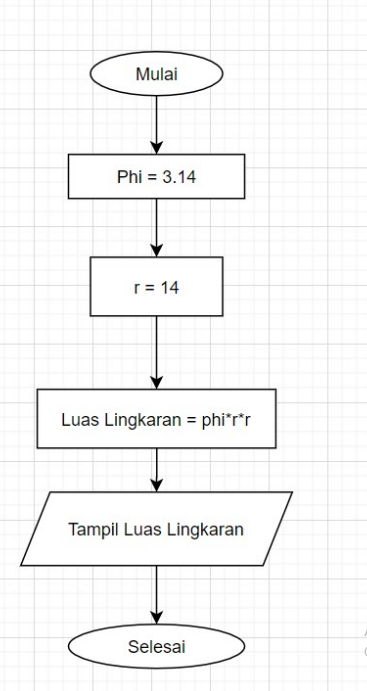 Mulai
Phi = 3.14
r = 14
Luas Lingkaran = phi*r*r
Tampil Luas Lingkaran
Selesai